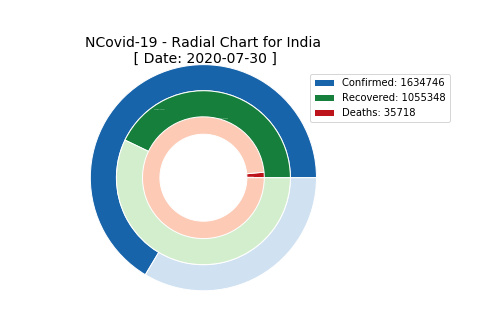 NCovid-19 - Radial Chart for India
[ Date: 2020-07-30 ]
Confirmed: 1634746
Recovered: 1055348
Deaths: 35718